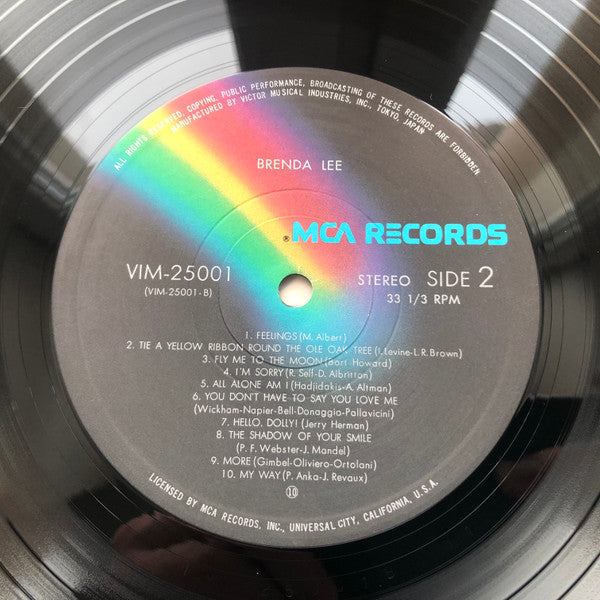 ALL RIGHTS RESERVED. COPYING, PUBLIC PERFORMANCE, BROADCASTING OF THESE RECORDS ARE FORBIDDEN.
MANUFACTURED BY VICTOR MUSICAL INDUSTRIES, INC. TOKYO, JAPAN
BRENDA LEE
® MCA RECORDS
VIM-25001
(VIM-25001-B)
STEREO SIDE 2
33 1/3 RPM
1. FEELINGS (M. Albert)
2. TIE A YELLOW RIBBON ROUND THE OLE OAK TREE (I. Levine-L.R. Brown)
3. FLY ME TO THE MOON (Bart Howard)
4. I'M SORRY (R. Self-D. Albritton)
5. ALL ALONE AM I (Hadjidakis-A. Altman)
6. YOU DON'T HAVE TO SAY YOU LOVE ME
(Wickham-Napier-Bell-Donaggio-Pallavicini)
7. HELLO, DOLLY! (Jerry Herman)
8. THE SHADOW OF YOUR SMILE
(P. F. Webster-J. Mandel)
9. MORE (Gimbel-Oliviero-Ortolani)
10. MY WAY (P. Anka-J. Revaux)
⑩
LICENSED BY MCA RECORDS, INC., UNIVERSAL CITY, CALIFORNIA, U.S.A.